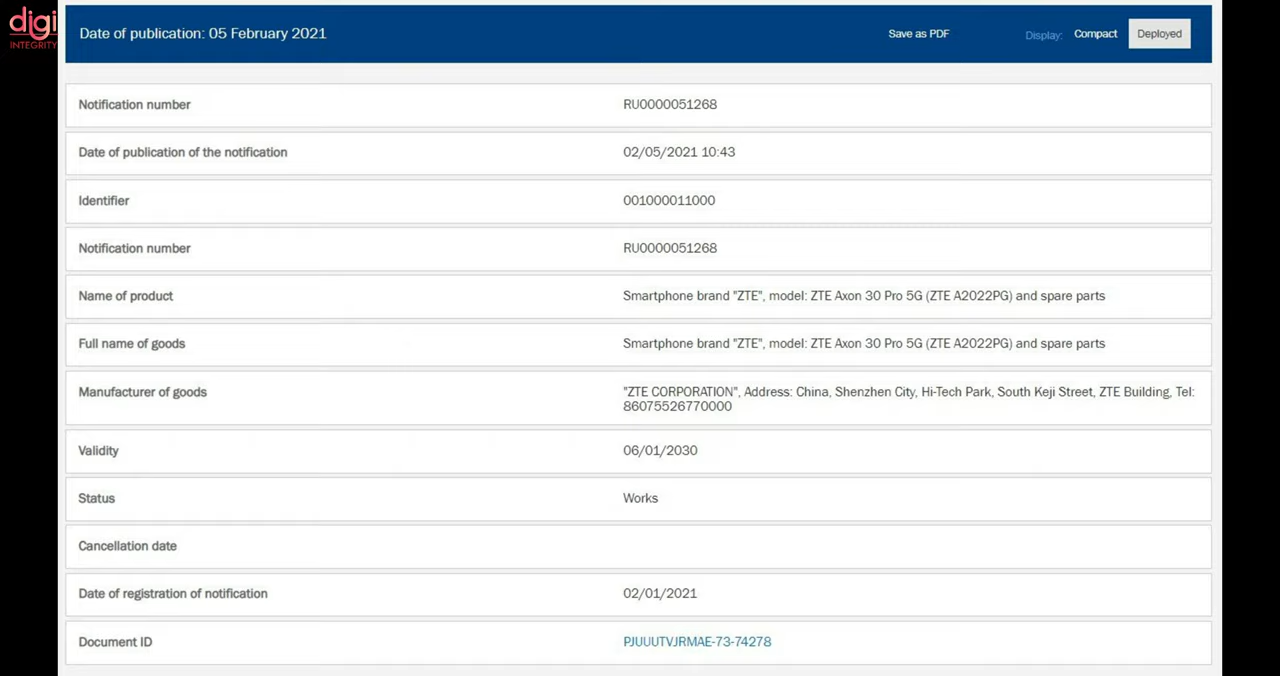 digi
INTEGRITY
Date of publication: 05 February 2021 Save as PDF Display: Compact Deployed
Notification number RU0000051268
Date of publication of the notification 02/05/2021 10:43
Identifier 001000011000
Notification number RU0000051268
Name of product Smartphone brand "ZTE", model: ZTE Axon 30 Pro 5G (ZTE A2022PG) and spare parts
Full name of goods Smartphone brand "ZTE", model: ZTE Axon 30 Pro 5G (ZTE A2022PG) and spare parts
Manufacturer of goods "ZTE CORPORATION", Address: China, Shenzhen City, Hi-Tech Park, South Keji Street, ZTE Building, Tel:
86075526770000
Validity 06/01/2030
Status Works
Cancellation date
Date of registration of notification 02/01/2021
Document ID PJUUUTVJRMAE-73-74278